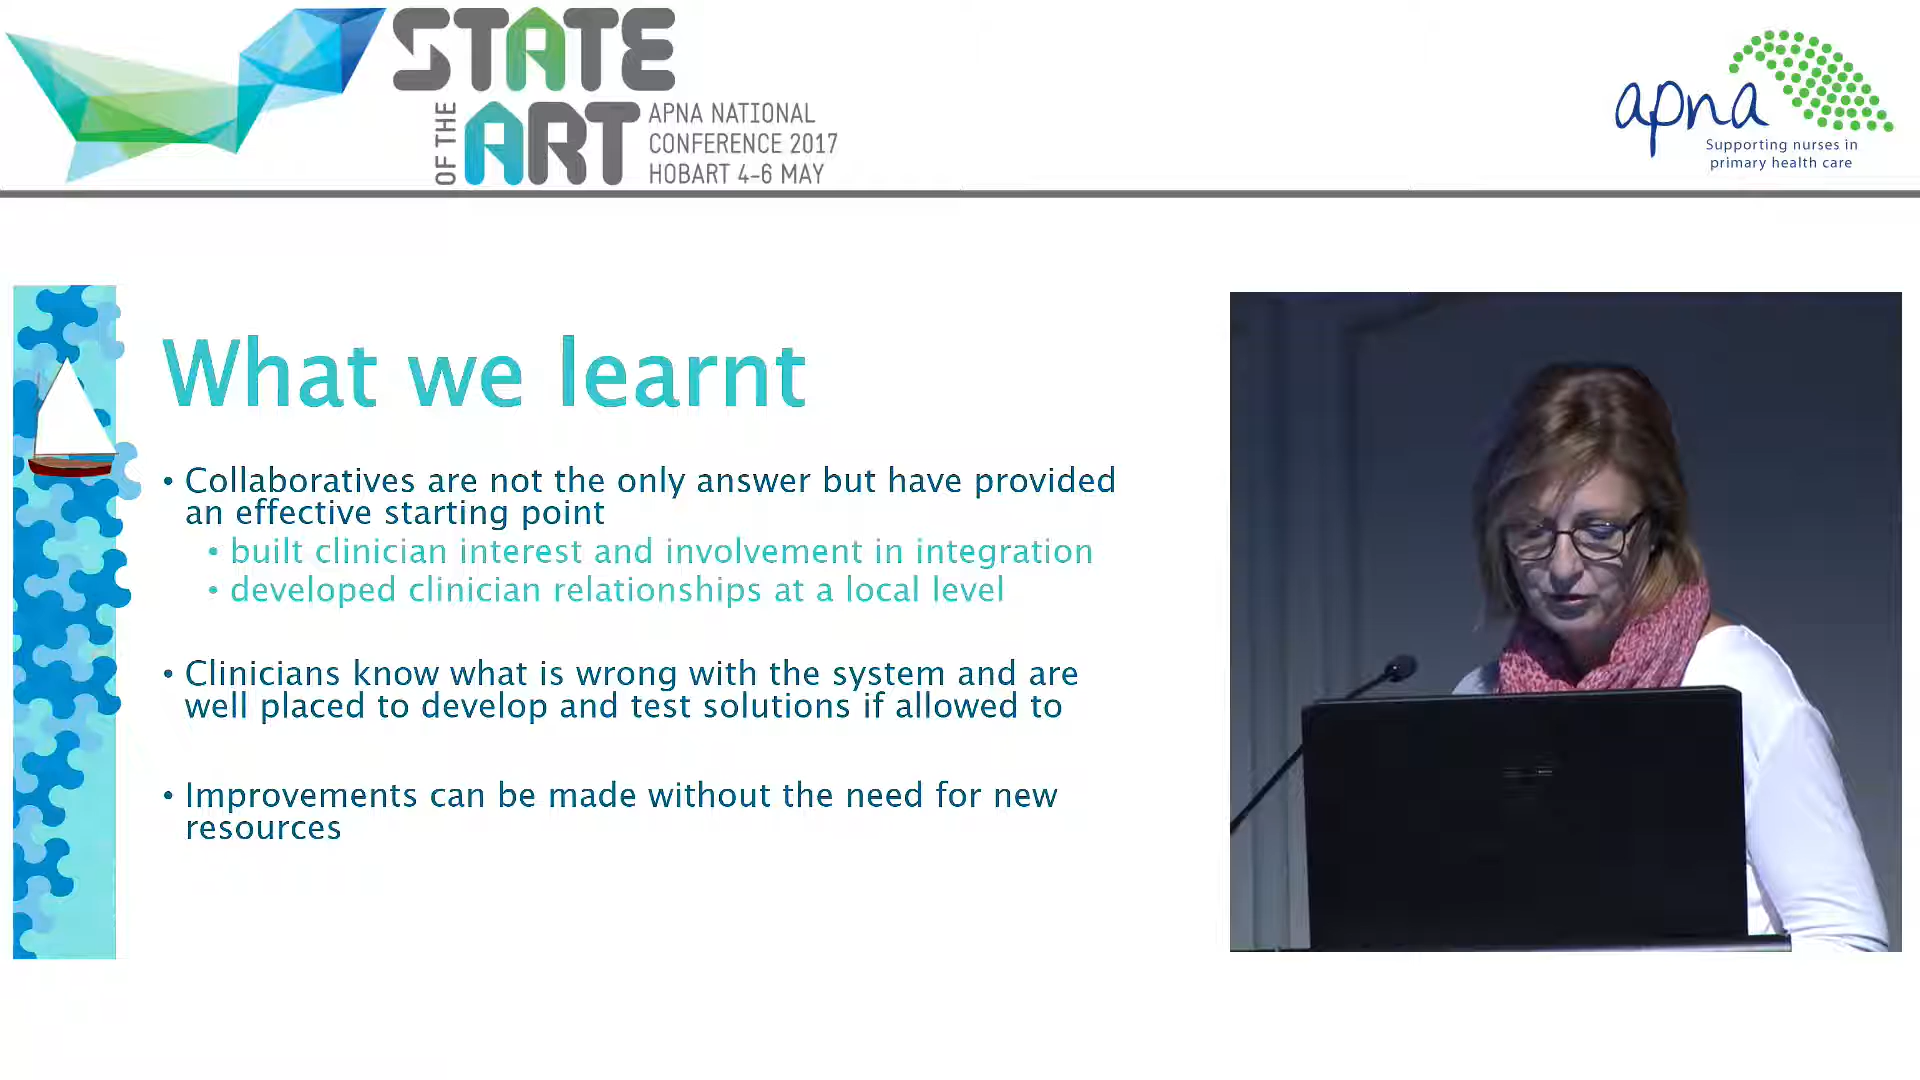 STATE
OF THE
ART
APNA NATIONAL
CONFERENCE 2017
HOBART 4-6 MAY
apna
Supporting nurses in
primary health care
What we learnt
• Collaboratives are not the only answer but have provided
an effective starting point
• built clinician interest and involvement in integration
• developed clinician relationships at a local level
• Clinicians know what is wrong with the system and are
well placed to develop and test solutions if allowed to
• Improvements can be made without the need for new
resources